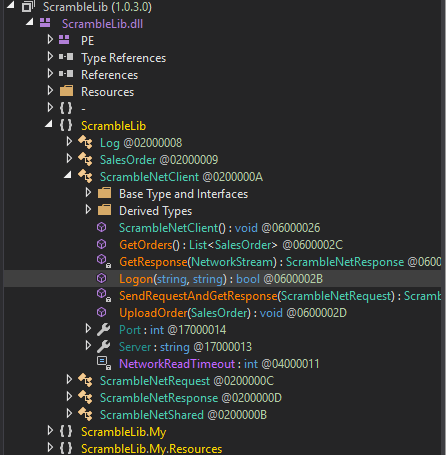 ScrambleLib (1.0.3.0)
ScrambleLib.dll
PE
Type References
References
Resources
{ } -
{ } ScrambleLib
Log @02000008
SalesOrder @02000009
ScrambleNetClient @0200000A
Base Type and Interfaces
Derived Types
ScrambleNetClient() : void @06000026
GetOrders() : List<SalesOrder> @0600002C
GetResponse(NetworkStream) : ScrambleNetResponse @0600
Logon(string, string) : bool @0600002B
SendRequestAndGetResponse(ScrambleNetRequest) : Scramb
UploadOrder(SalesOrder) : void @0600002D
Port : int @17000014
Server : string @17000013
NetworkReadTimeout : int @04000011
ScrambleNetRequest @0200000C
ScrambleNetResponse @0200000D
ScrambleNetShared @0200000B
{ } ScrambleLib.My
{ } ScrambleLib.My.Resources